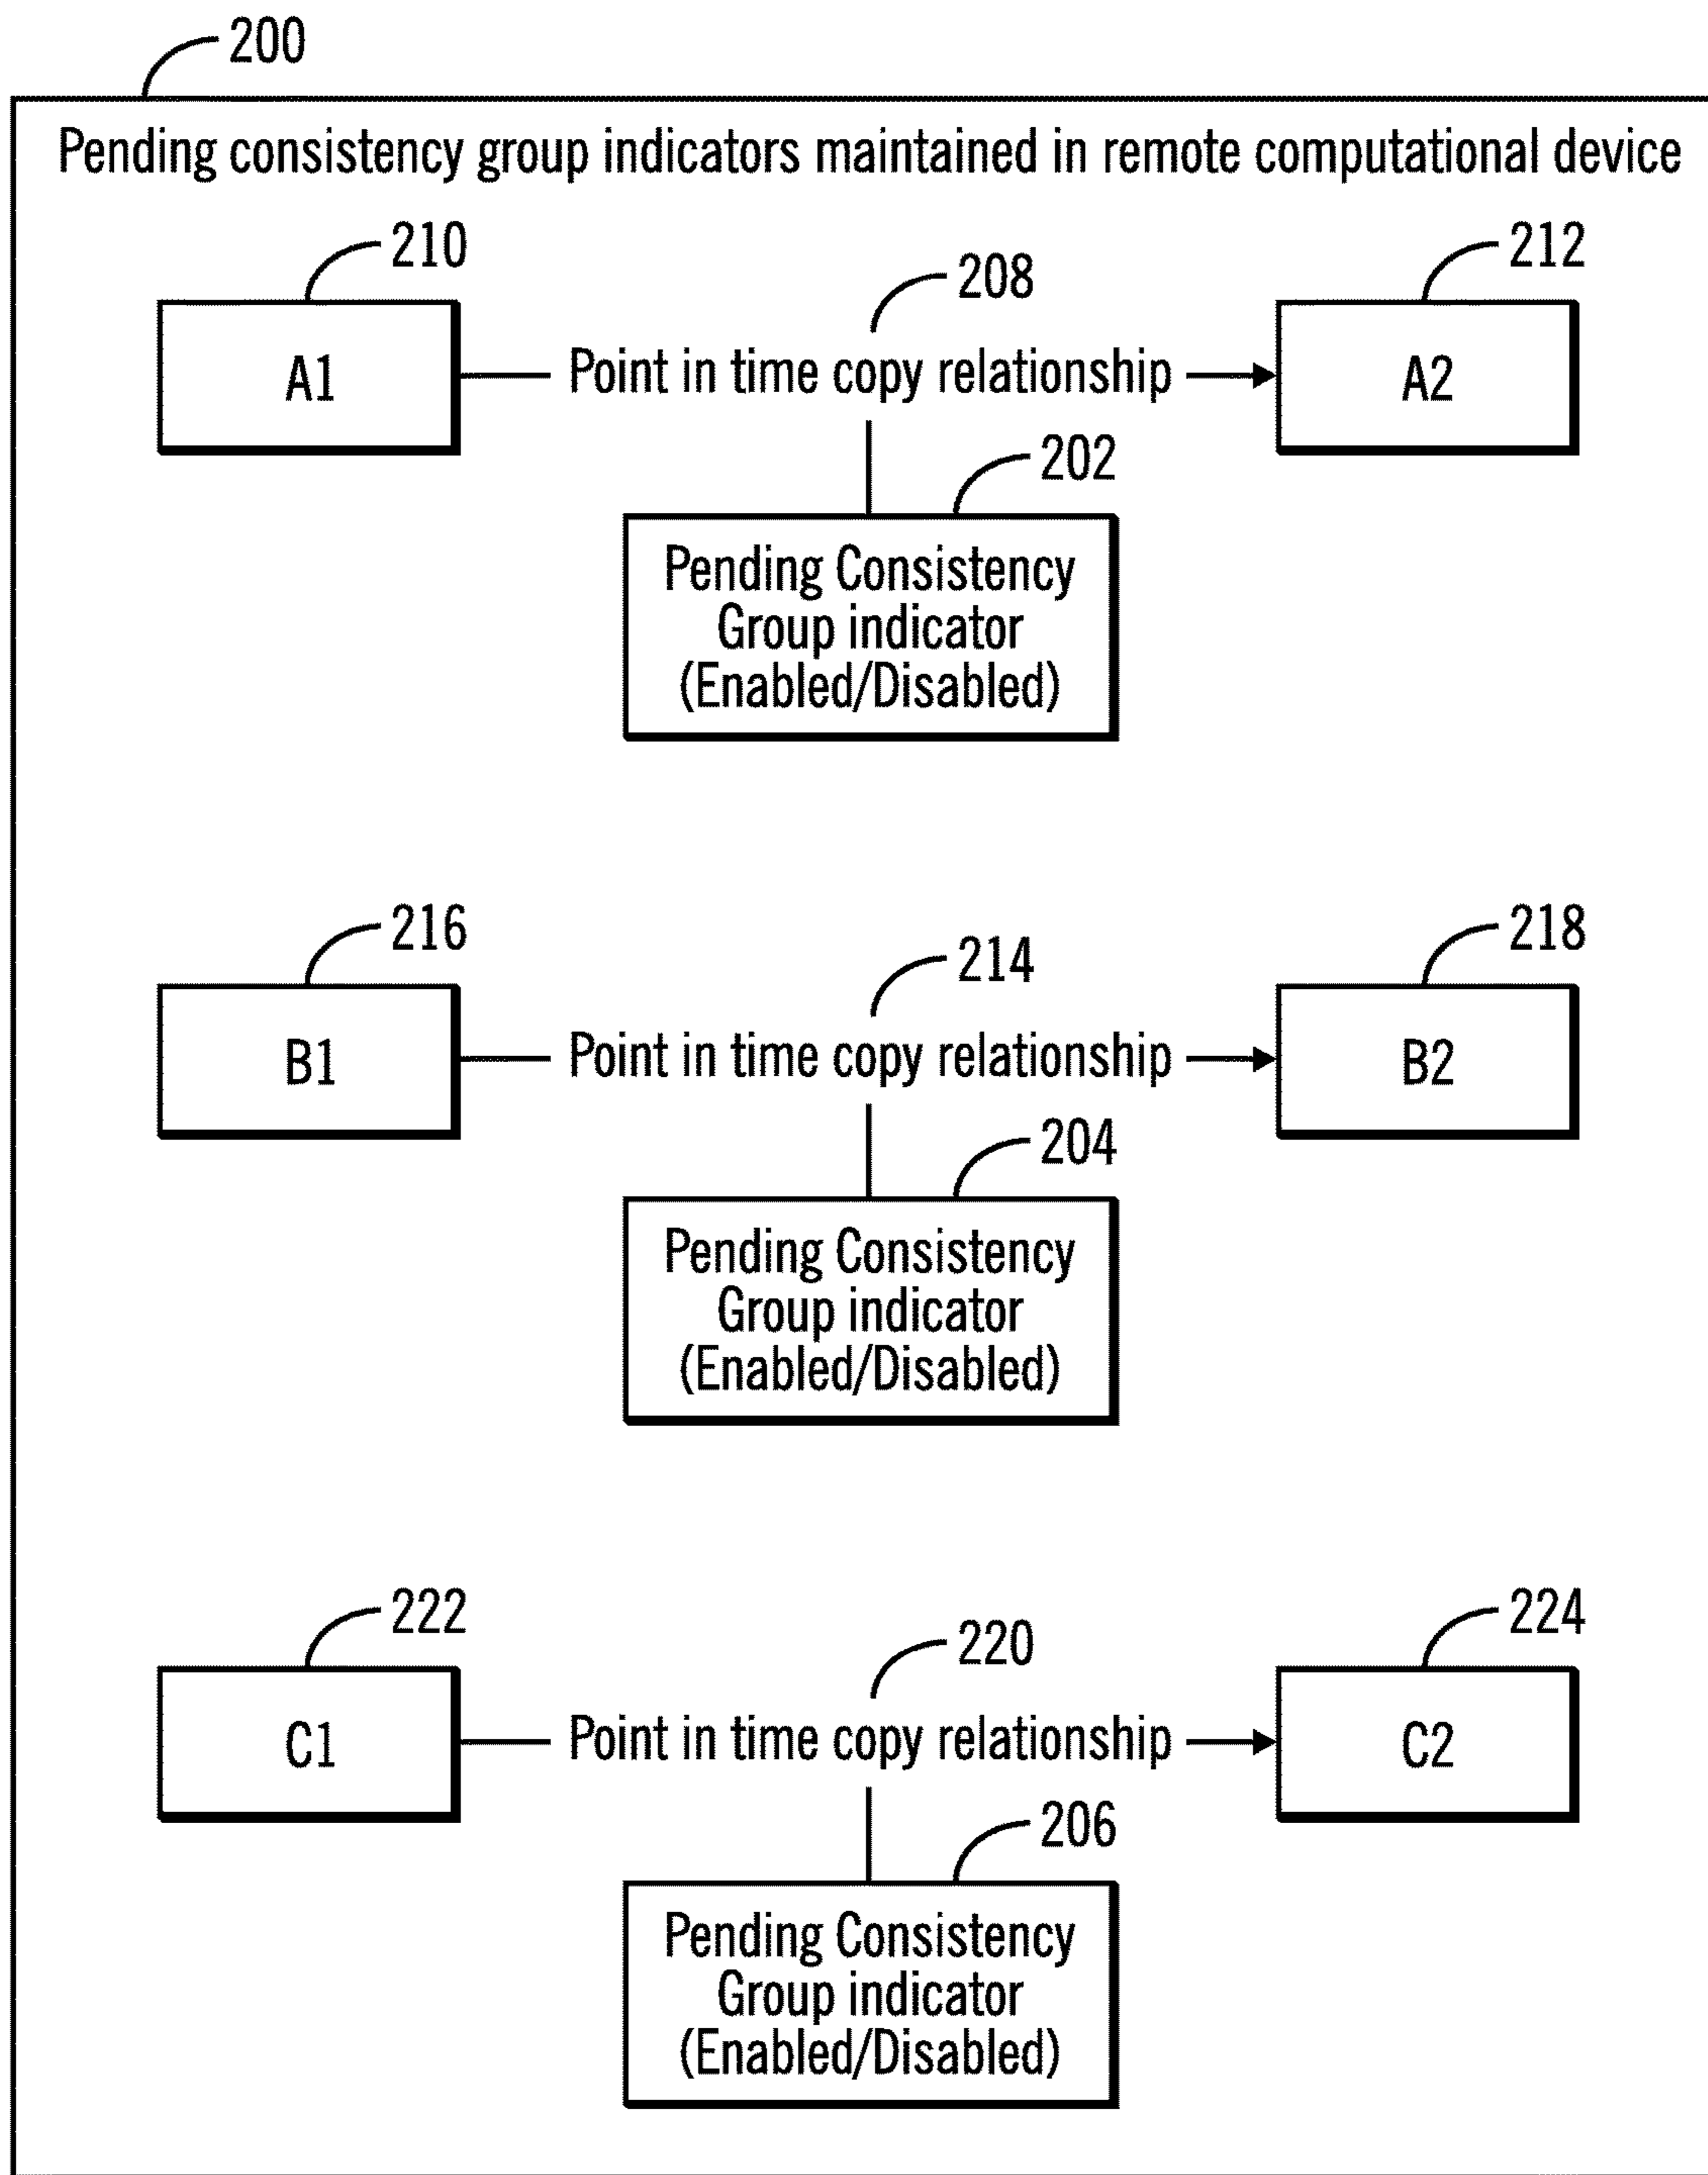 200
Pending consistency group indicators maintained in remote computational device
210
208
212
A1
Point in time copy relationship
A2
202
Pending Consistency
Group indicator
(Enabled/Disabled)
216
214
218
B1
Point in time copy relationship
B2
204
Pending Consistency
Group indicator
(Enabled/Disabled)
222
220
224
C1
Point in time copy relationship
C2
206
Pending Consistency
Group indicator
(Enabled/Disabled)